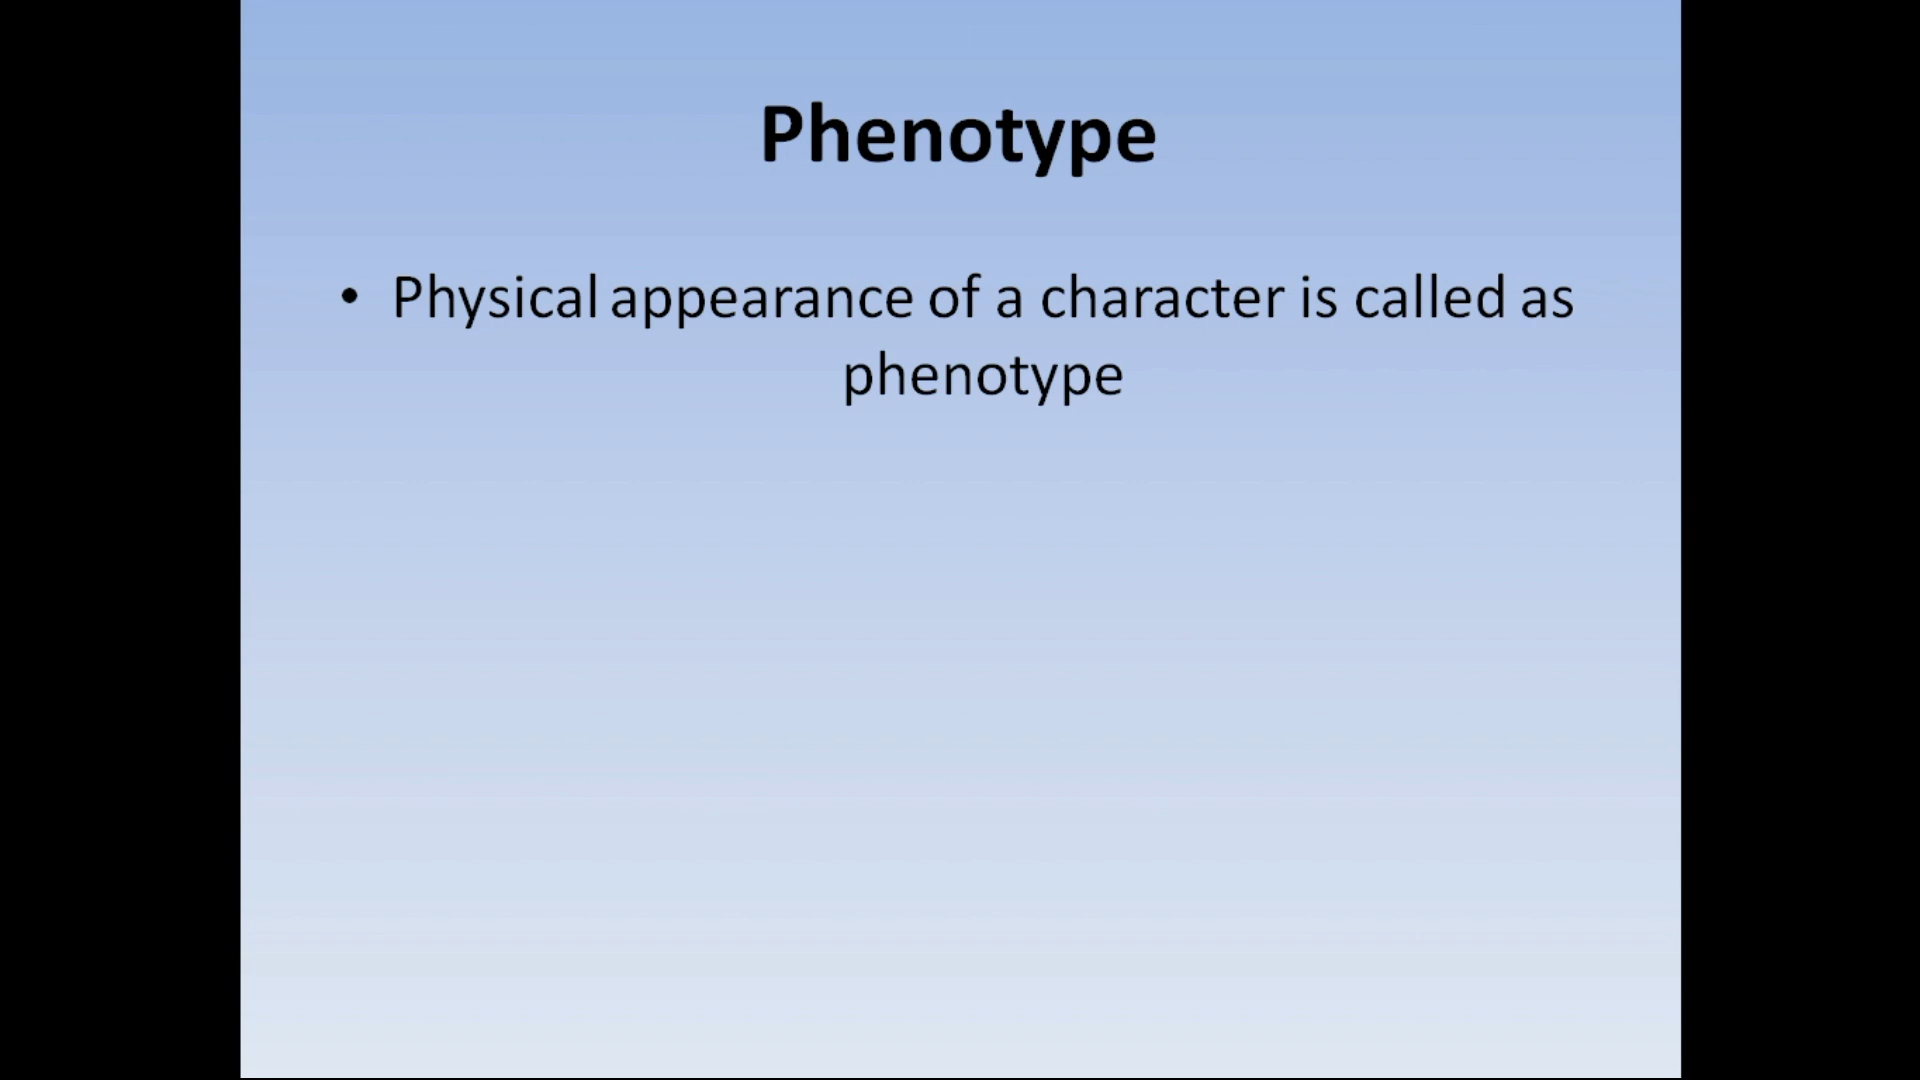 Phenotype
• Physical appearance of a character is called as
phenotype